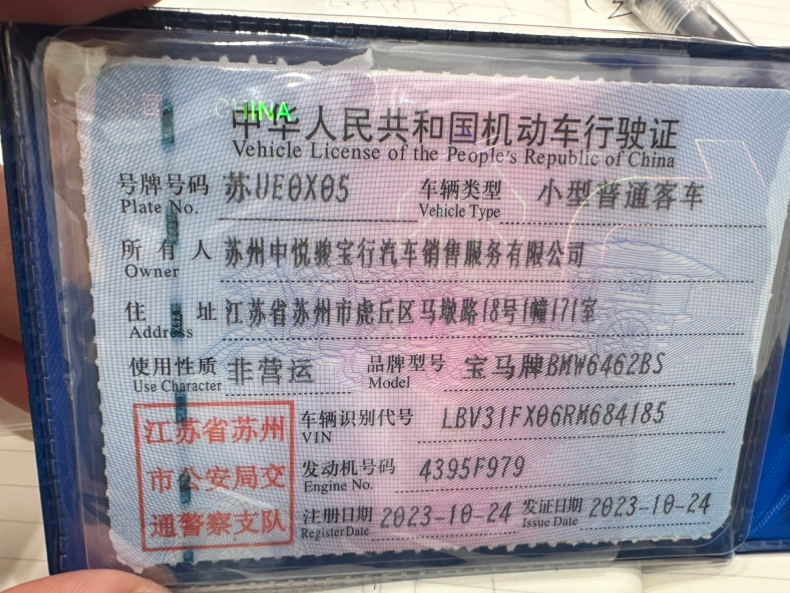 CHINA
中华人民共和国机动车行驶证
Vehicle License of the People's Republic of China
号牌号码 苏UE0X05 车辆类型 小型普通客车
Plate No. Vehicle Type
所有人 苏州中悦骏宝行汽车销售服务有限公司
Owner
住址 江苏省苏州市虎丘区马墩路18号1幢171室
Address
使用性质 非营运 品牌型号 宝马牌BMW6462BS
Use Character Model
江苏省苏州
市公安局交
通警察支队
车辆识别代号 LBV31FX06RM684185
VIN
发动机号码 4395F979
Engine No.
注册日期 2023-10-24 发证日期 2023-10-24
Register Date Issue Date